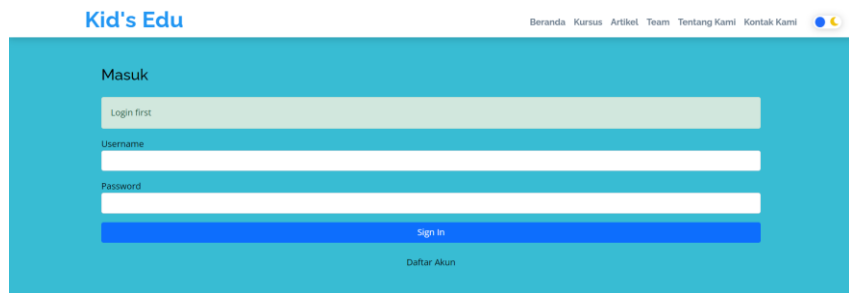 Kid's Edu
Beranda Kursus Artikel Team Tentang Kami Kontak Kami
Masuk
Login first
Username
Password
Sign In
Daftar Akun